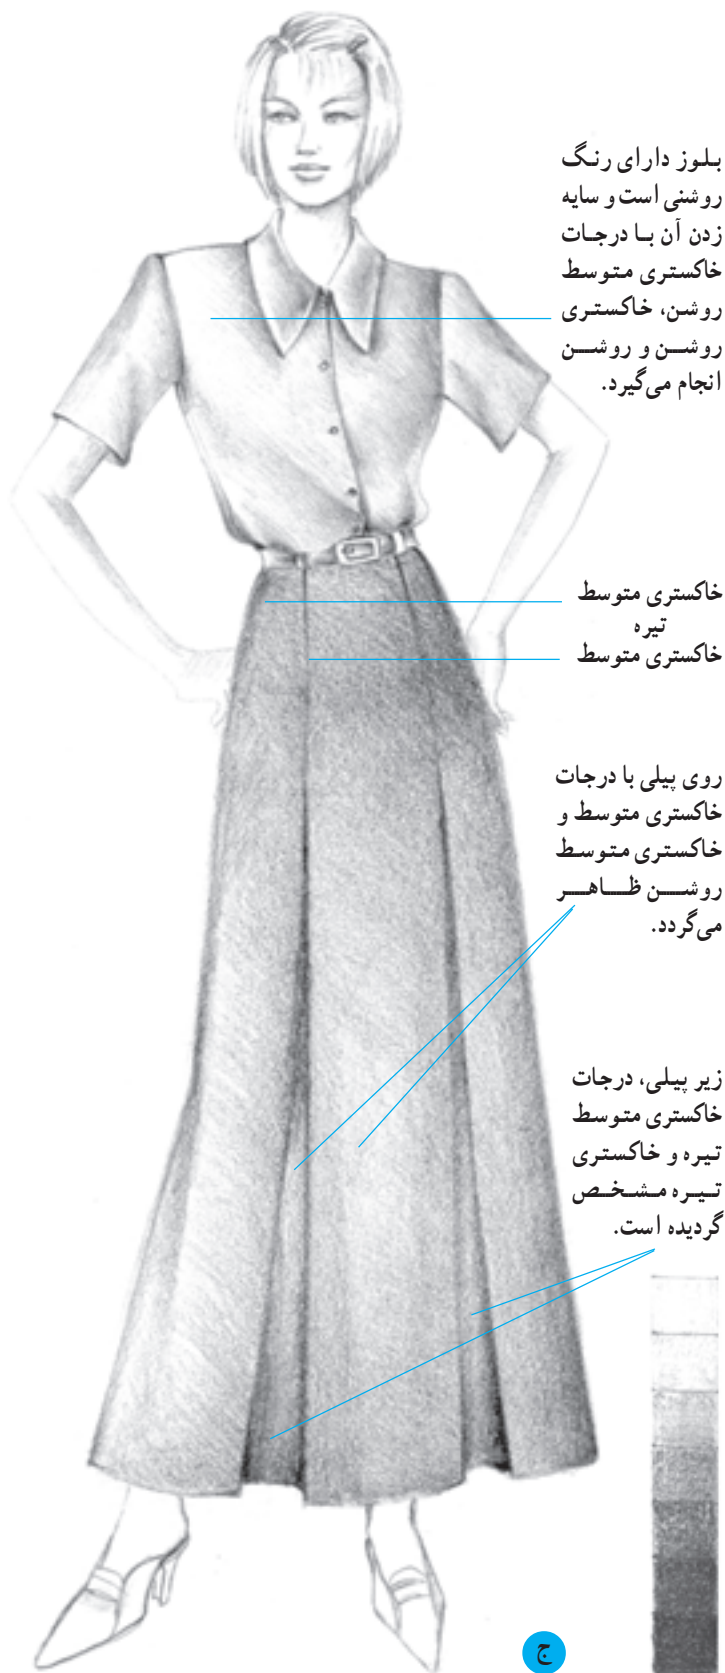 بلوز دارای رنگ
روشنی است و سایه
زدن آن با درجات
خاکستری متوسط
روشن، خاکستری
روشن و روشن
انجام می‌گیرد.
خاکستری متوسط
تیره
خاکستری متوسط
روی پیلی با درجات
خاکستری متوسط و
خاکستری متوسط
روشن ظاهر
می‌گردد.
زیر پیلی، درجات
خاکستری متوسط
تیره و خاکستری
تیره مشخص
گردیده است.
ج